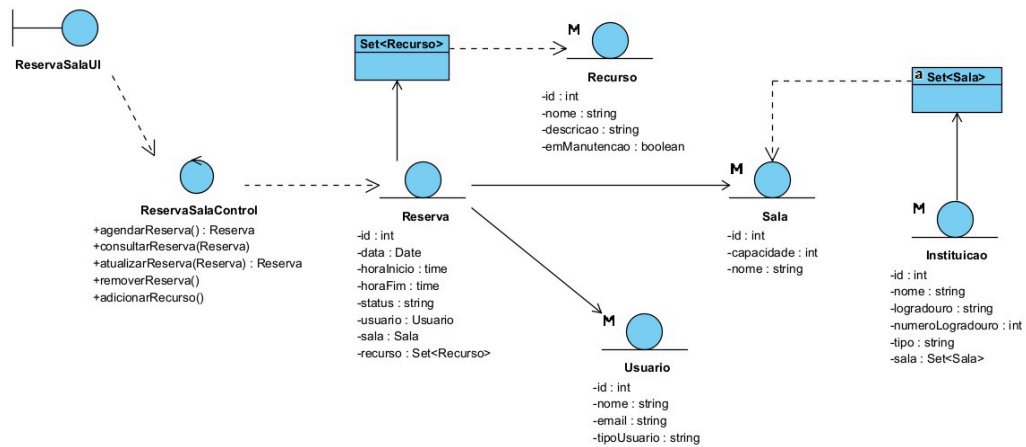 ReservaSalaUI
ReservaSalaControl
+agendarReserva() : Reserva
+consultarReserva(Reserva)
+atualizarReserva(Reserva) : Reserva
+removerReserva()
+adicionarRecurso()
Set<Recurso>
M
Recurso
-id : int
-nome : string
-descricao : string
-emManutencao : boolean
Reserva
-id : int
-data : Date
-horaInicio : time
-horaFim : time
-status : string
-usuario : Usuario
-sala : Sala
-recurso : Set<Recurso>
M
Sala
-id : int
-capacidade : int
-nome : string
M
Usuario
-id : int
-nome : string
-email : string
-tipoUsuario : string
a Set<Sala>
M
Instituicao
-id : int
-nome : string
-logradouro : string
-numeroLogradouro : int
-tipo : string
-sala : Set<Sala>